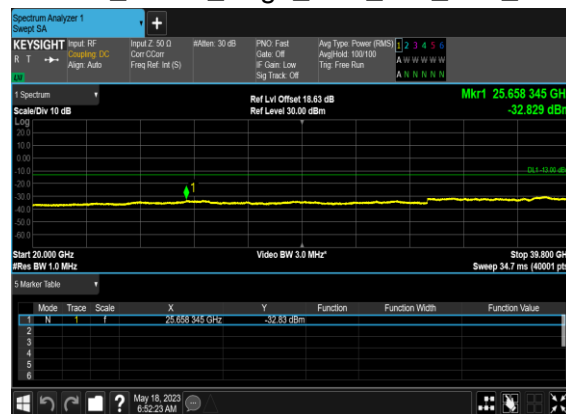 Spectrum Analyzer 1
Swept SA
+
KEYSIGHT Input: RF Input Z: 50 Ω #Atten: 30 dB PNO: Fast Avg Type: Power (RMS) 1 2 3 4 5 6
R T Coupling: DC Corr CCorr Gate: Off Avg|Hold: 100/100 A W W W W W
Align: Auto Freq Ref: Int (S) IF Gain: Low Trig: Free Run
Sig Track: Off A N N N N N
1 Spectrum Ref Lvl Offset 18.63 dB Mkr1 25.658 345 GH
Scale/Div 10 dB Ref Level 30.00 dBm -32.829 dBr
Log
20.0
10.0
0.00
-10.0
DL1 -13.00 dB
-20.0
1
-30.0
-40.0
-50.0
-60.0
Start 20.000 GHz Video BW 3.0 MHz* Stop 39.800 GH
#Res BW 1.0 MHz Sweep 34.7 ms (40001 pts
5 Marker Table
Mode Trace Scale X Y Function Function Width Function Value
1 N 1 f 25.658 345 GHz -32.83 dBm
2
3
4
5
6
? May 18, 2023
6:52:23 AM